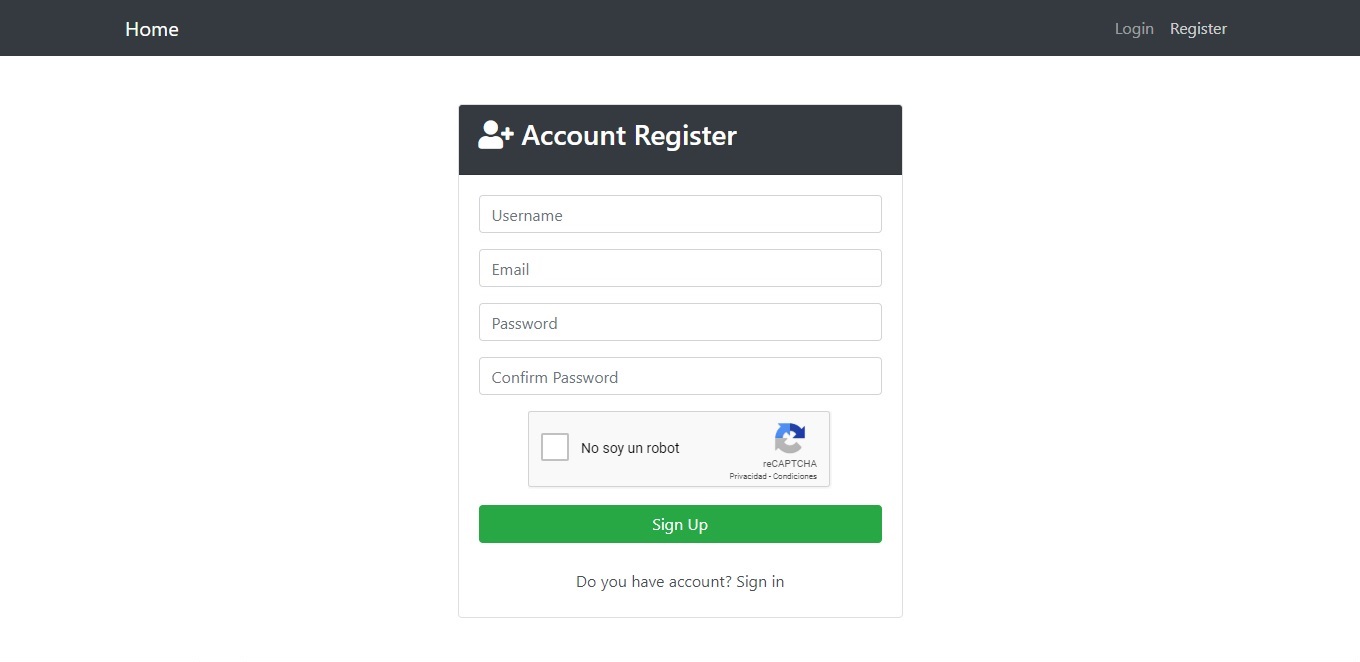 Home
Login Register
Account Register
Username
Email
Password
Confirm Password
No soy un robot
reCAPTCHA
Privacidad - Condiciones
Sign Up
Do you have account? Sign in